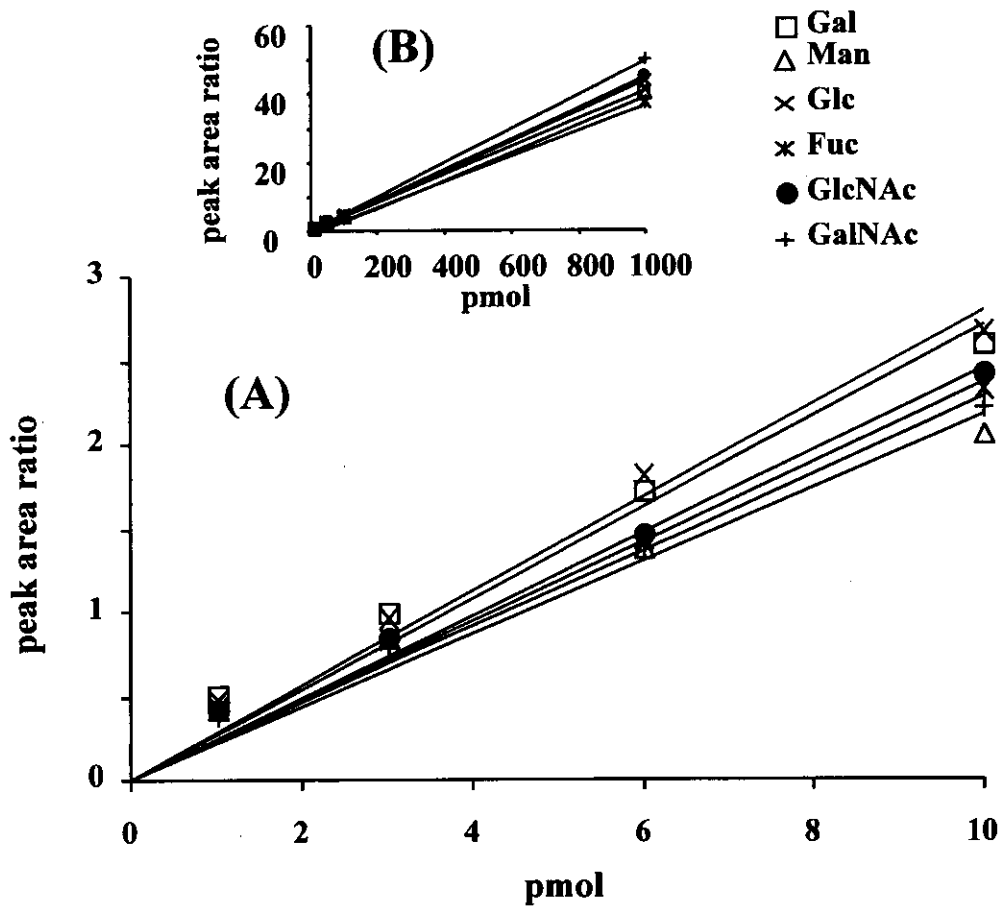 60
40
20
0
peak area ratio
(B)
0 200 400 600 800 1000
pmol
Gal
Man
Glc
Fuc
GlcNAc
GalNAc
3
2
1
0
peak area ratio
(A)
0 2 4 6 8 10
pmol